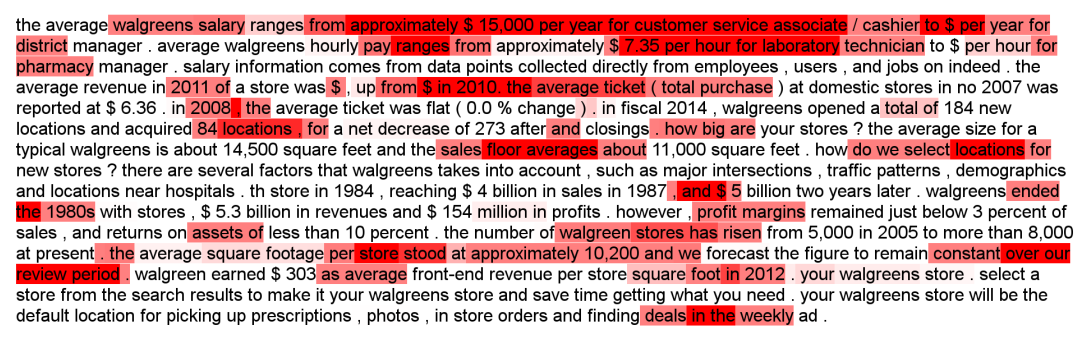 the average walgreens salary ranges from approximately $ 15,000 per year for customer service associate / cashier to $ per year for
district manager . average walgreens hourly pay ranges from approximately $ 7.35 per hour for laboratory technician to $ per hour for
pharmacy manager . salary information comes from data points collected directly from employees , users , and jobs on indeed . the
average revenue in 2011 of a store was $ , up from $ in 2010. the average ticket ( total purchase ) at domestic stores in no 2007 was
reported at $ 6.36 . in 2008 , the average ticket was flat ( 0.0 % change ) . in fiscal 2014 , walgreens opened a total of 184 new
locations and acquired 84 locations , for a net decrease of 273 after and closings . how big are your stores ? the average size for a
typical walgreens is about 14,500 square feet and the sales floor averages about 11,000 square feet . how do we select locations for
new stores ? there are several factors that walgreens takes into account , such as major intersections , traffic patterns , demographics
and locations near hospitals . th store in 1984 , reaching $ 4 billion in sales in 1987 , and $ 5 billion two years later . walgreens ended
the 1980s with stores , $ 5.3 billion in revenues and $ 154 million in profits . however , profit margins remained just below 3 percent of
sales , and returns on assets of less than 10 percent . the number of walgreen stores has risen from 5,000 in 2005 to more than 8,000
at present . the average square footage per store stood at approximately 10,200 and we forecast the figure to remain constant over our
review period . walgreen earned $ 303 as average front-end revenue per store square foot in 2012 . your walgreens store . select a
store from the search results to make it your walgreens store and save time getting what you need . your walgreens store will be the
default location for picking up prescriptions , photos , in store orders and finding deals in the weekly ad .